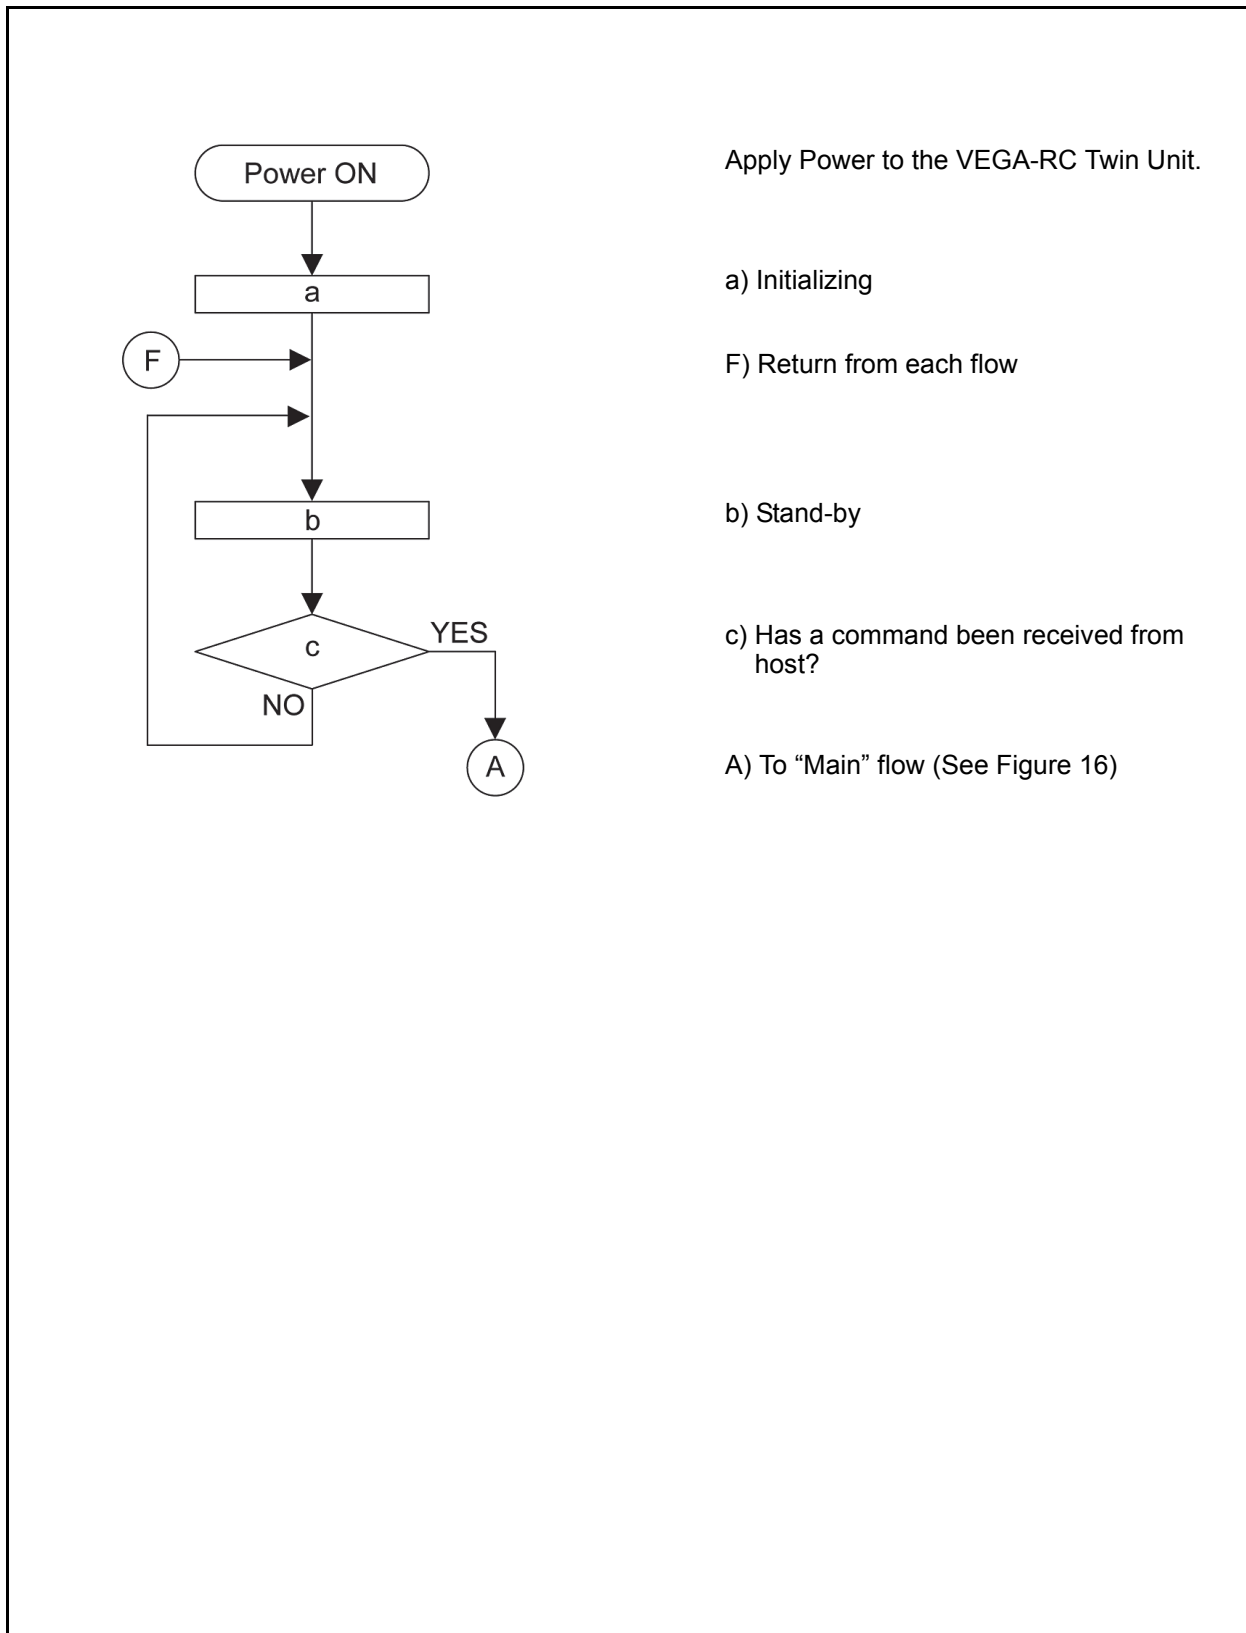 Power ON
Apply Power to the VEGA-RC Twin Unit.
a
a) Initializing
F
F) Return from each flow
b
b) Stand-by
c
YES
NO
c) Has a command been received from
host?
A
A) To “Main” flow (See Figure 16)